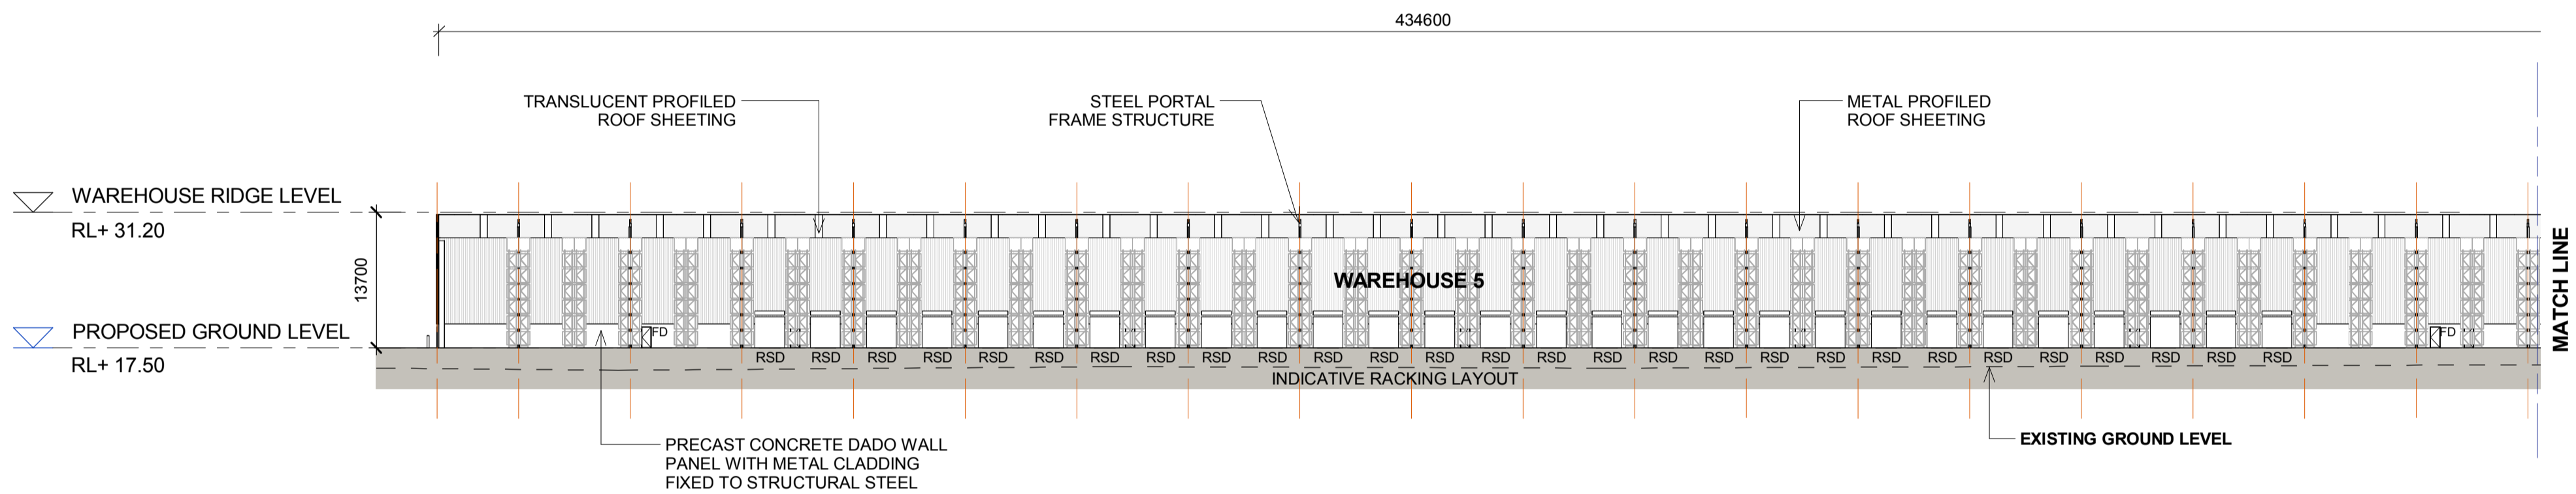 434600
TRANSLUCENT PROFILED
ROOF SHEETING
STEEL PORTAL
FRAME STRUCTURE
METAL PROFILED
ROOF SHEETING
WAREHOUSE RIDGE LEVEL
RL+ 31.20
13700
WAREHOUSE 5
MATCH LINE
PROPOSED GROUND LEVEL
RL+ 17.50
FD
FD
RSD RSD RSD RSD RSD RSD RSD RSD RSD RSD RSD RSD RSD RSD RSD RSD RSD RSD RSD RSD RSD RSD RSD RSD RSD RSD RSD RSD
INDICATIVE RACKING LAYOUT
PRECAST CONCRETE DADO WALL
PANEL WITH METAL CLADDING
FIXED TO STRUCTURAL STEEL
EXISTING GROUND LEVEL